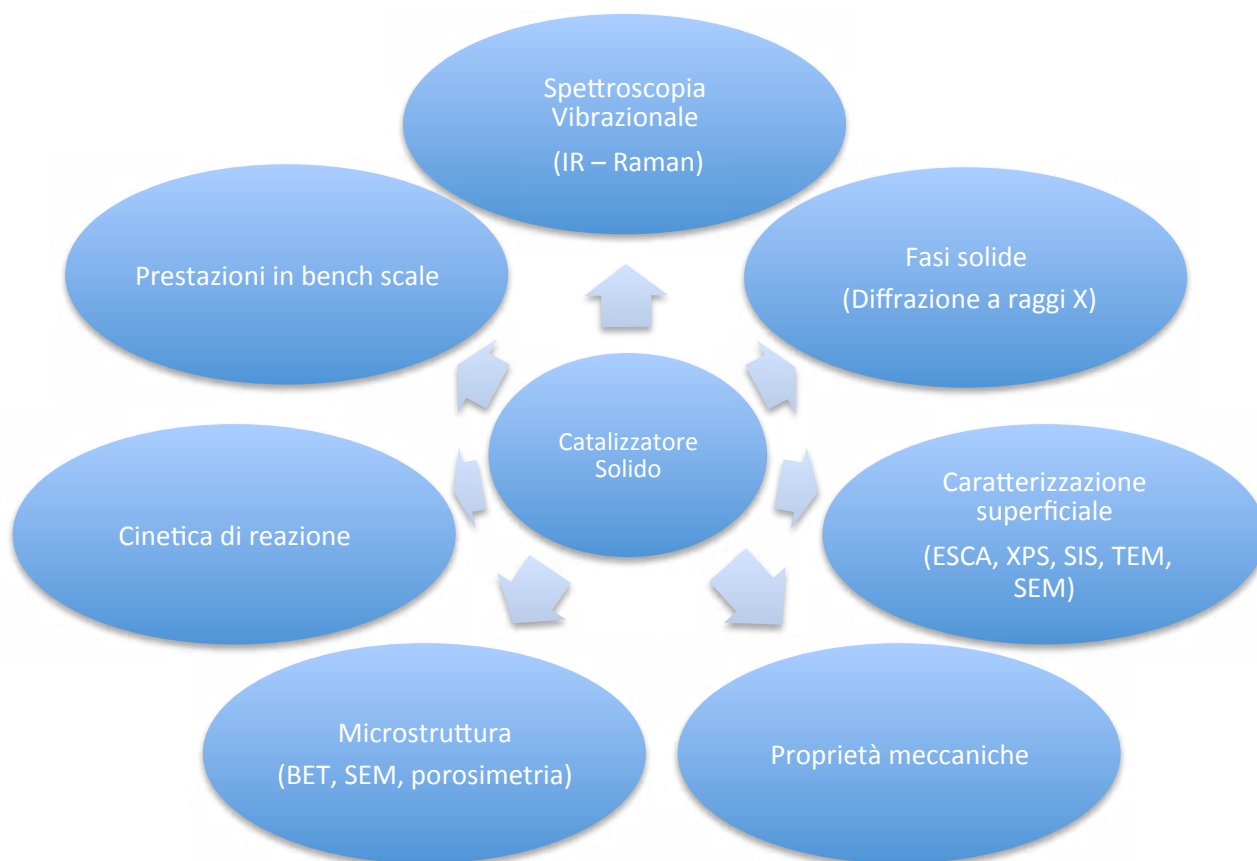 Spettroscopia
Vibrazionale
(IR – Raman)
Prestazioni in bench scale
Fasi solide
(Diffrazione a raggi X)
Catalizzatore
Solido
Cinetica di reazione
Caratterizzazione
superficiale
(ESCA, XPS, SIS, TEM,
SEM)
Microstruttura
(BET, SEM, porosimetria)
Proprietà meccaniche